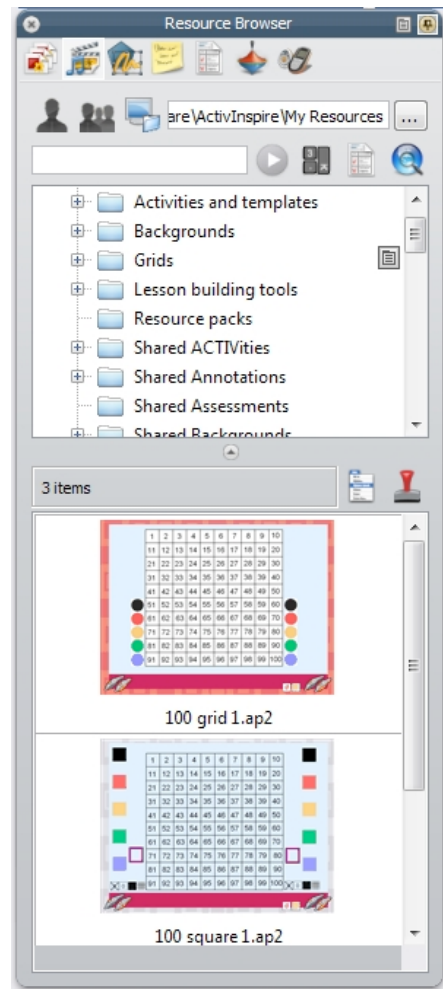 Resource Browser
are\ActivInspire\My Resources ...
Activities and templates
Backgrounds
Grids
Lesson building tools
Resource packs
Shared ACTIVities
Shared Annotations
Shared Assessments
Shared Backgrounds
3 items
1 2 3 4 5 6 7 8 9 10
11 12 13 14 15 16 17 18 19 20
21 22 23 24 25 26 27 28 29 30
31 32 33 34 35 36 37 38 39 40
41 42 43 44 45 46 47 48 49 50
51 52 53 54 55 56 57 58 59 60
61 62 63 64 65 66 67 68 69 70
71 72 73 74 75 76 77 78 79 80
81 82 83 84 85 86 87 88 89 90
91 92 93 94 95 96 97 98 99 100
100 grid 1.ap2
1 2 3 4 5 6 7 8 9 10
11 12 13 14 15 16 17 18 19 20
21 22 23 24 25 26 27 28 29 30
31 32 33 34 35 36 37 38 39 40
41 42 43 44 45 46 47 48 49 50
51 52 53 54 55 56 57 58 59 60
61 62 63 64 65 66 67 68 69 70
71 72 73 74 75 76 77 78 79 80
81 82 83 84 85 86 87 88 89 90
91 92 93 94 95 96 97 98 99 100
100 square 1.ap2